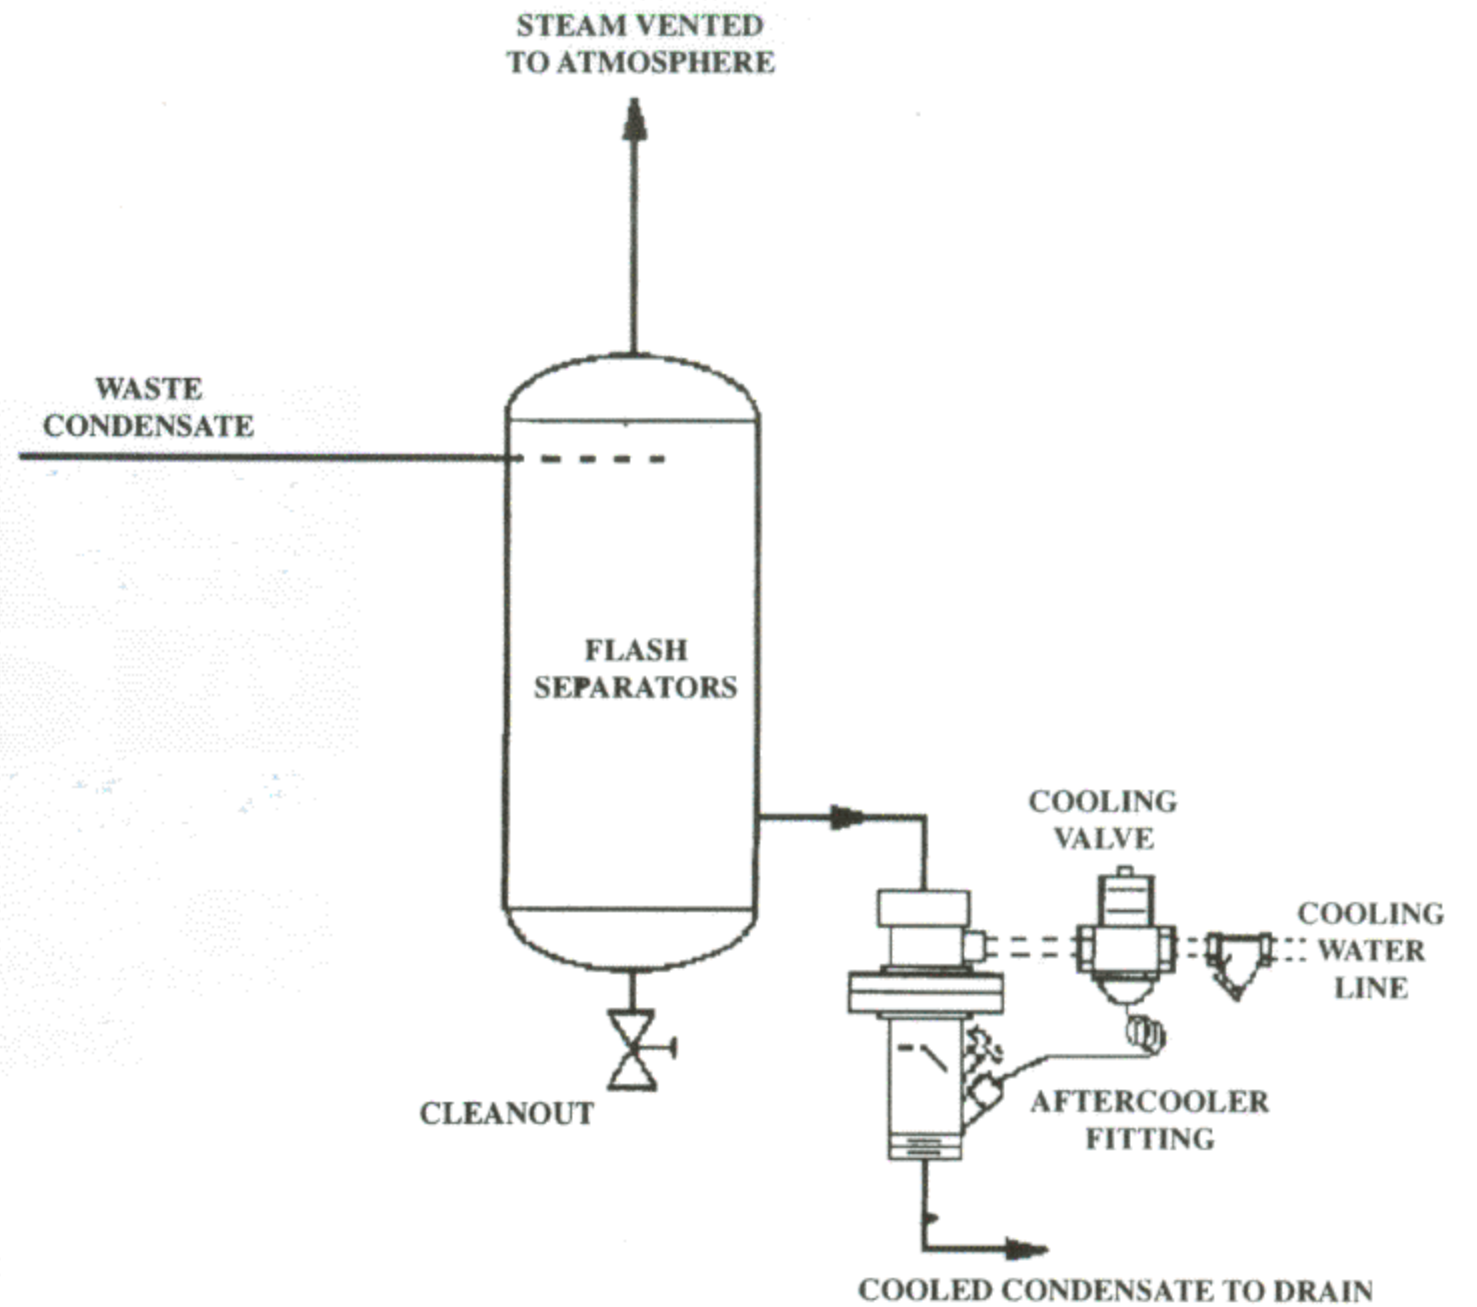 STEAM VENTED
TO ATMOSPHERE
WASTE
CONDENSATE
FLASH
SEPARATORS
COOLING
VALVE
COOLING
WATER
LINE
CLEANOUT
AFTERCOOLER
FITTING
COOLED CONDENSATE TO DRAIN